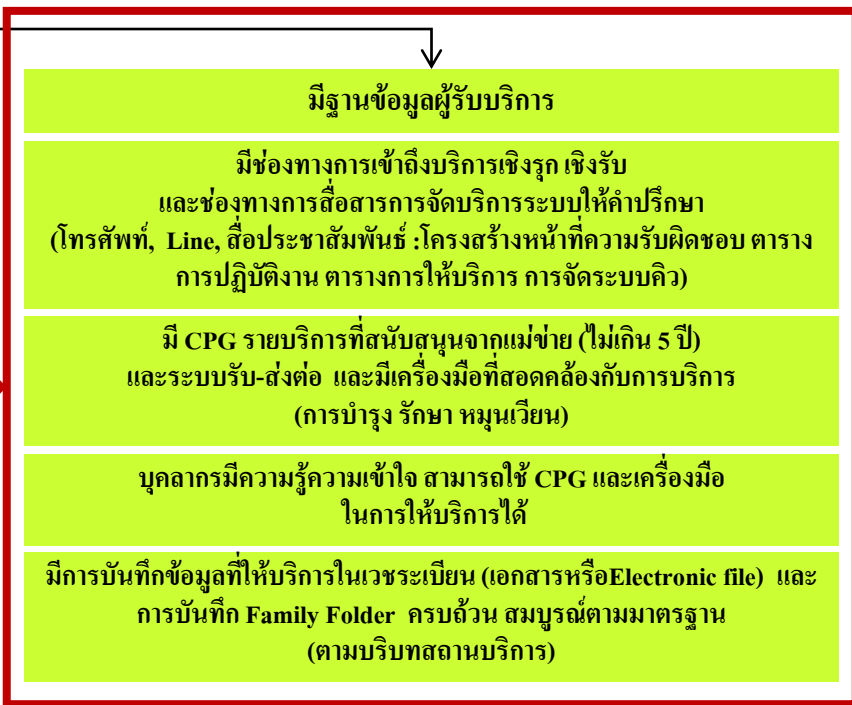 มีฐานข้อมูลผู้รับบริการ
มีช่องทางการเข้าถึงบริการเชิงรุก เชิงรับ
และช่องทางการสื่อสารการจัดบริการระบบให้คำปรึกษา
(โทรศัพท์, Line, สื่อประชาสัมพันธ์ :โครงสร้างหน้าที่ความรับผิดชอบ ตาราง
การปฏิบัติงาน ตารางการให้บริการ การจัดระบบคิว)
มี CPG รายบริการที่สนับสนุนจากแม่ข่าย (ไม่เกิน 5 ปี)
และระบบรับ-ส่งต่อ และมีเครื่องมือที่สอดคล้องกับการบริการ
(การบำรุง รักษา หมุนเวียน)
บุคลากรมีความรู้ความเข้าใจ สามารถใช้ CPG และเครื่องมือ
ในการให้บริการได้
มีการบันทึกข้อมูลที่ให้บริการในเวชระเบียน (เอกสารหรือElectronic file) และ
การบันทึก Family Folder ครบถ้วน สมบูรณ์ตามมาตรฐาน
(ตามบริบทสถานบริการ)